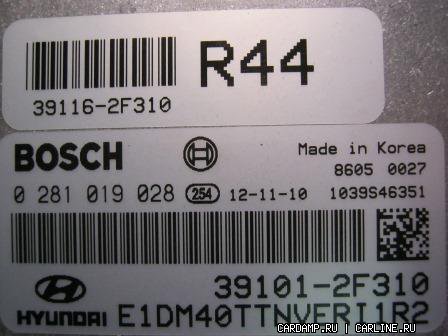 R44
39116-2F310
BOSCH
Made in Korea
8605 0027
0 281 019 028 254 12-11-10 1039S46351
39101-2F310
HYUNDAI E1DM40TTNVERI1R2
CARDAMP.RU | CARLINE.RU